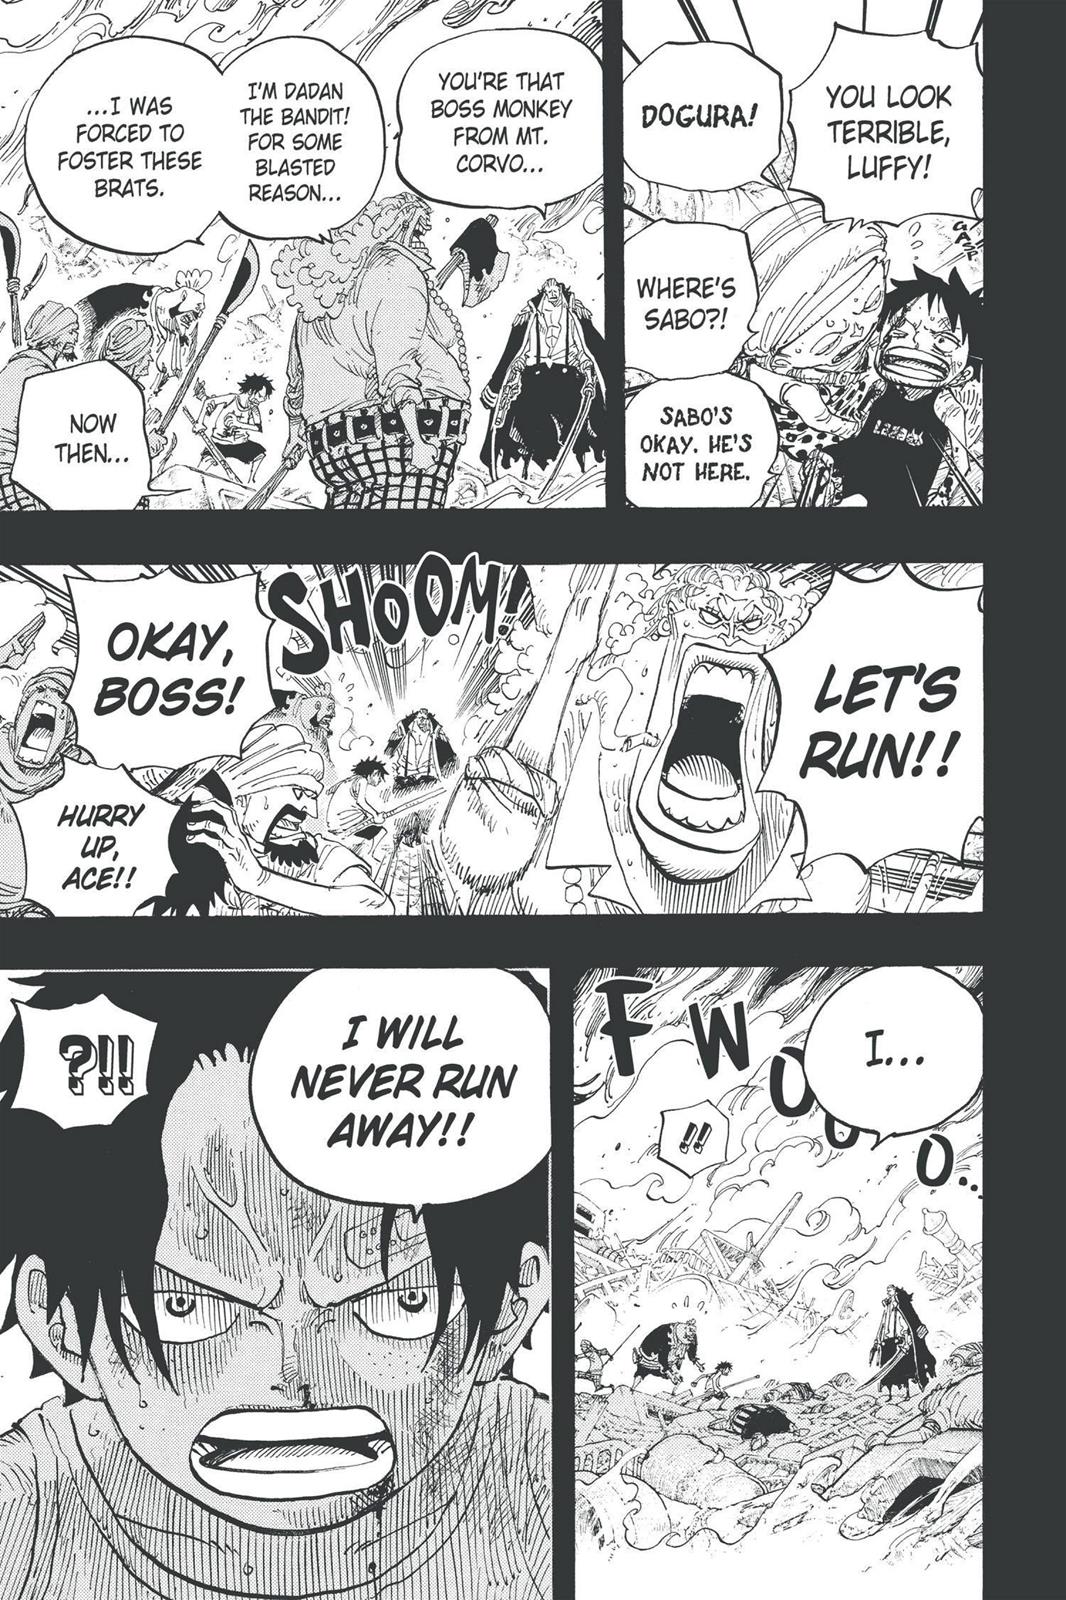 YOU LOOK
TERRIBLE,
LUFFY!
DOGURA!
GASP
WHERE'S
SABO?!
SABO'S
OKAY. HE'S
NOT HERE.
YOU'RE THAT
BOSS MONKEY
FROM MT.
CORVO...
I'M DADAN
THE BANDIT!
FOR SOME
BLASTED
REASON...
...I WAS
FORCED TO
FOSTER THESE
BRATS.
NOW
THEN...
LET'S
RUN!!
SHOOM!
OKAY,
BOSS!
HURRY
UP,
ACE!!
I...
FWOOOO...
!!
I WILL
NEVER RUN
AWAY!!
?!!